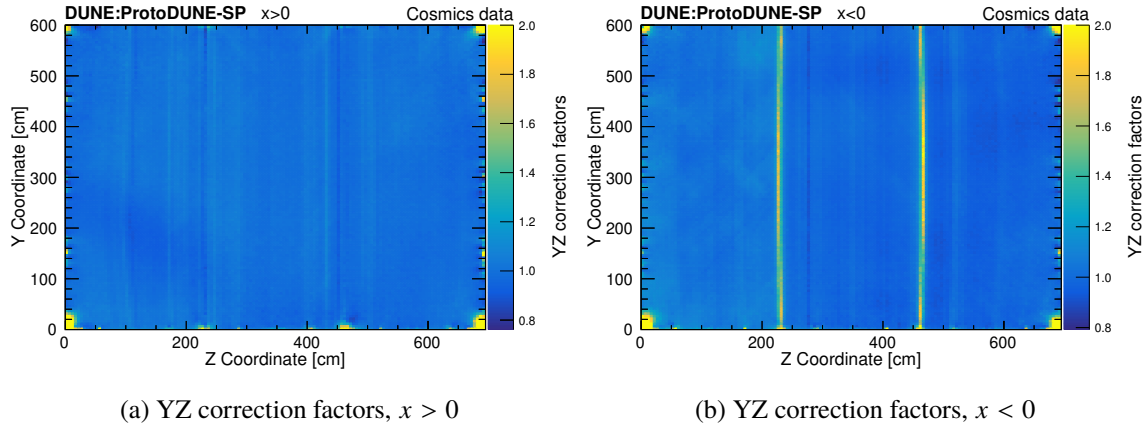 DUNE:ProtoDUNE-SP x>0 Cosmics data
600
500
400
300
200
100
0
Y Coordinate [cm]
0 200 400 600
Z Coordinate [cm]
2.0
1.8
1.6
1.4
1.2
1.0
0.8
YZ correction factors
(a) YZ correction factors, x > 0
DUNE:ProtoDUNE-SP x<0 Cosmics data
600
500
400
300
200
100
0
Y Coordinate [cm]
0 200 400 600
Z Coordinate [cm]
2.0
1.8
1.6
1.4
1.2
1.0
0.8
YZ correction factors
(b) YZ correction factors, x < 0